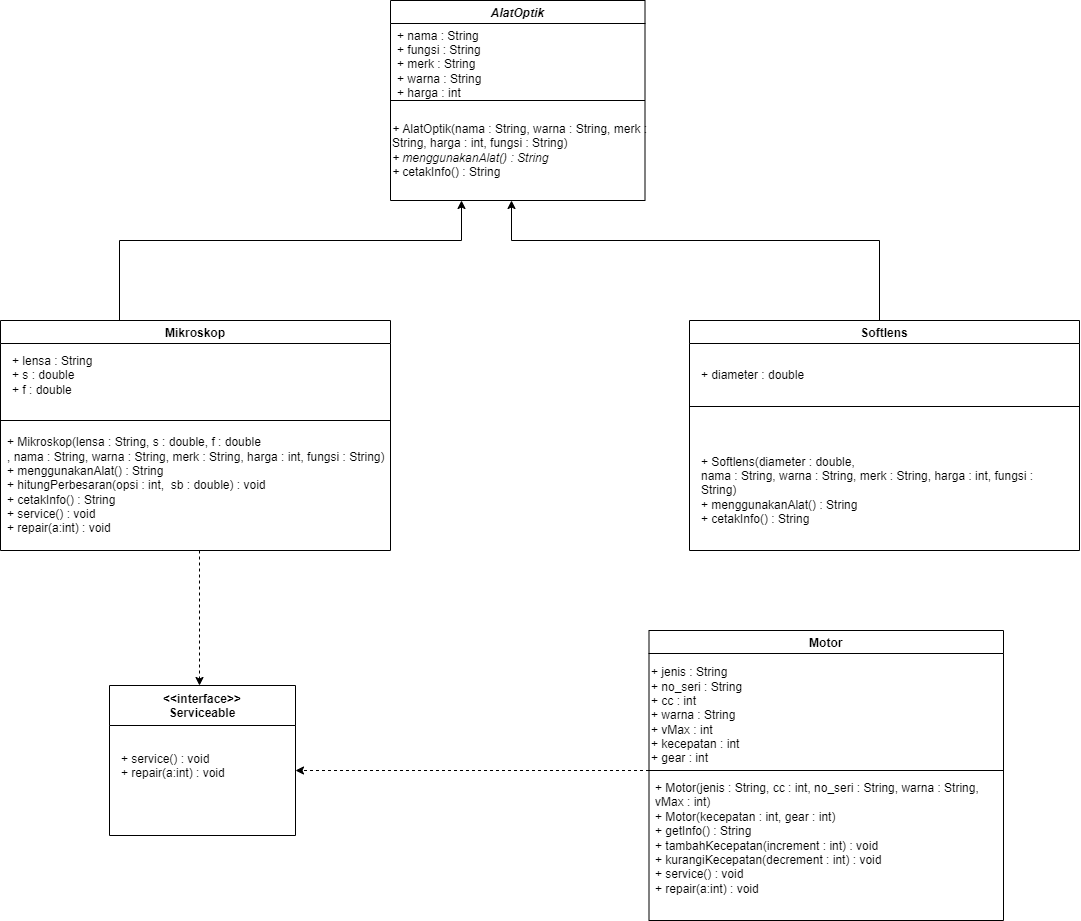 AlatOptik
+ nama : String
+ fungsi : String
+ merk : String
+ warna : String
+ harga : int
+ AlatOptik(nama : String, warna : String, merk :
String, harga : int, fungsi : String)
+ menggunakanAlat() : String
+ cetakInfo() : String
Mikroskop
+ lensa : String
+ s : double
+ f : double
+ Mikroskop(lensa : String, s : double, f : double
, nama : String, warna : String, merk : String, harga : int, fungsi : String)
+ menggunakanAlat() : String
+ hitungPerbesaran(opsi : int,  sb : double) : void
+ cetakInfo() : String
+ service() : void
+ repair(a:int) : void
Softlens
+ diameter : double
+ Softlens(diameter : double,
nama : String, warna : String, merk : String, harga : int, fungsi :
String)
+ menggunakanAlat() : String
+ cetakInfo() : String
<<interface>>
Serviceable
+ service() : void
+ repair(a:int) : void
Motor
+ jenis : String
+ no_seri : String
+ cc : int
+ warna : String
+ vMax : int
+ kecepatan : int
+ gear : int
+ Motor(jenis : String, cc : int, no_seri : String, warna : String,
vMax : int)
+ Motor(kecepatan : int, gear : int)
+ getInfo() : String
+ tambahKecepatan(increment : int) : void
+ kurangiKecepatan(decrement : int) : void
+ service() : void
+ repair(a:int) : void